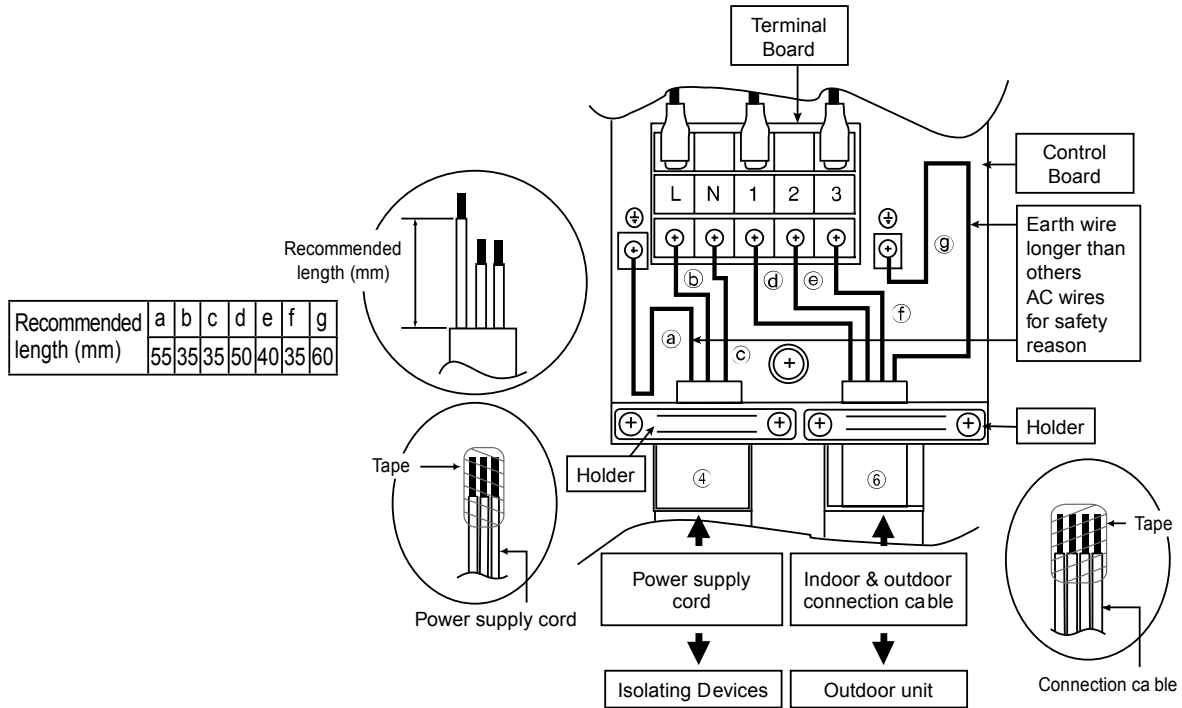 Terminal
Board
Control
Board
L N 1 2 3
Earth wire
longer than
others
AC wires
for safety
reason
Recommended
length (mm)
Recommended
length (mm)
a b c d e f g
55 35 35 50 40 35 60
ⓐ
ⓑ
ⓒ
ⓓ
ⓔ
ⓕ
ⓖ
Holder
Holder
Tape
④
⑥
Tape
Power supply cord
Power supply
cord
Indoor & outdoor
connection cable
Connection ca ble
Isolating Devices
Outdoor unit